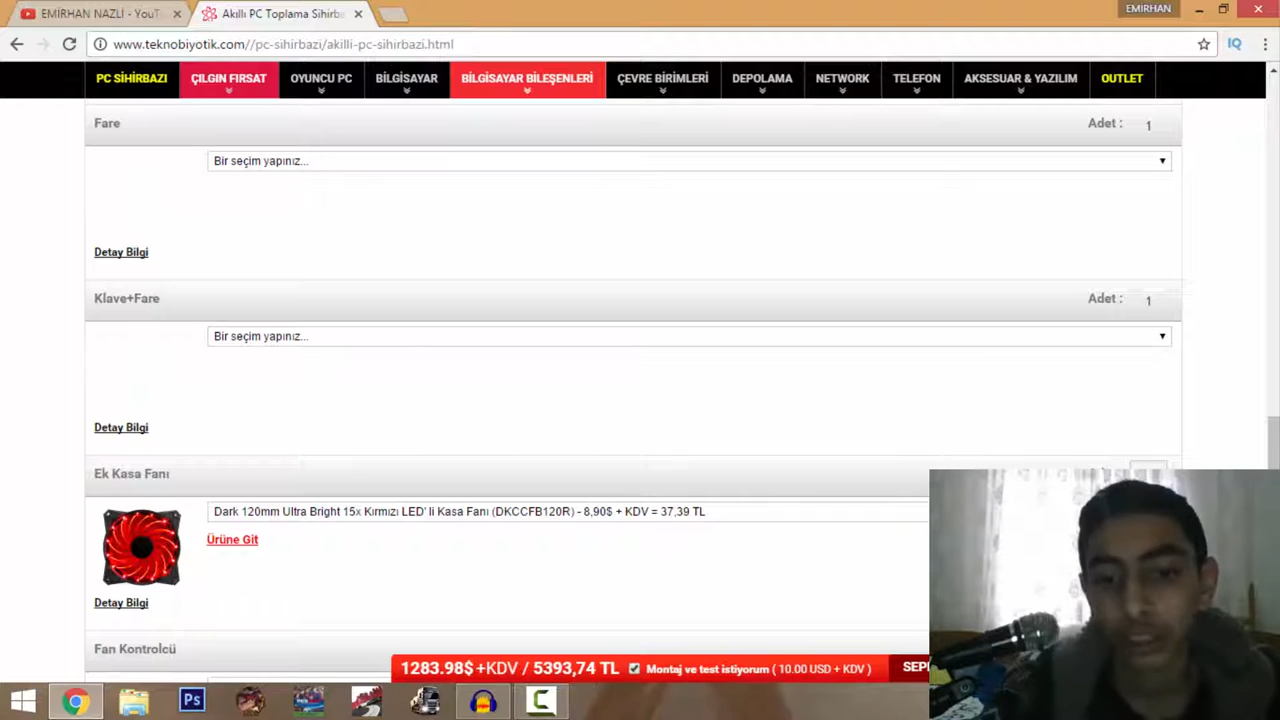 EMİRHAN NAZLİ - YouT
Akıllı PC Toplama Sihirba
EMIRHAN
www.teknobiyotik.com//pc-sihirbazi/akilli-pc-sihirbazi.html
IQ
PC SİHİRBAZI
ÇILGIN FIRSAT
OYUNCU PC
BİLGİSAYAR
BİLGİSAYAR BİLEŞENLERİ
ÇEVRE BİRİMLERİ
DEPOLAMA
NETWORK
TELEFON
AKSESUAR & YAZILIM
OUTLET
Fare
Adet : 1
Bir seçim yapınız...
Detay Bilgi
Klave+Fare
Adet : 1
Bir seçim yapınız...
Detay Bilgi
Ek Kasa Fanı
Dark 120mm Ultra Bright 15x Kırmızı LED' li Kasa Fanı (DKCCFB120R) - 8,90$ + KDV = 37,39 TL
Ürüne Git
Detay Bilgi
Fan Kontrolcü
1283.98$ +KDV / 5393,74 TL
Montaj ve test istiyorum ( 10.00 USD + KDV )
SEP
Ps